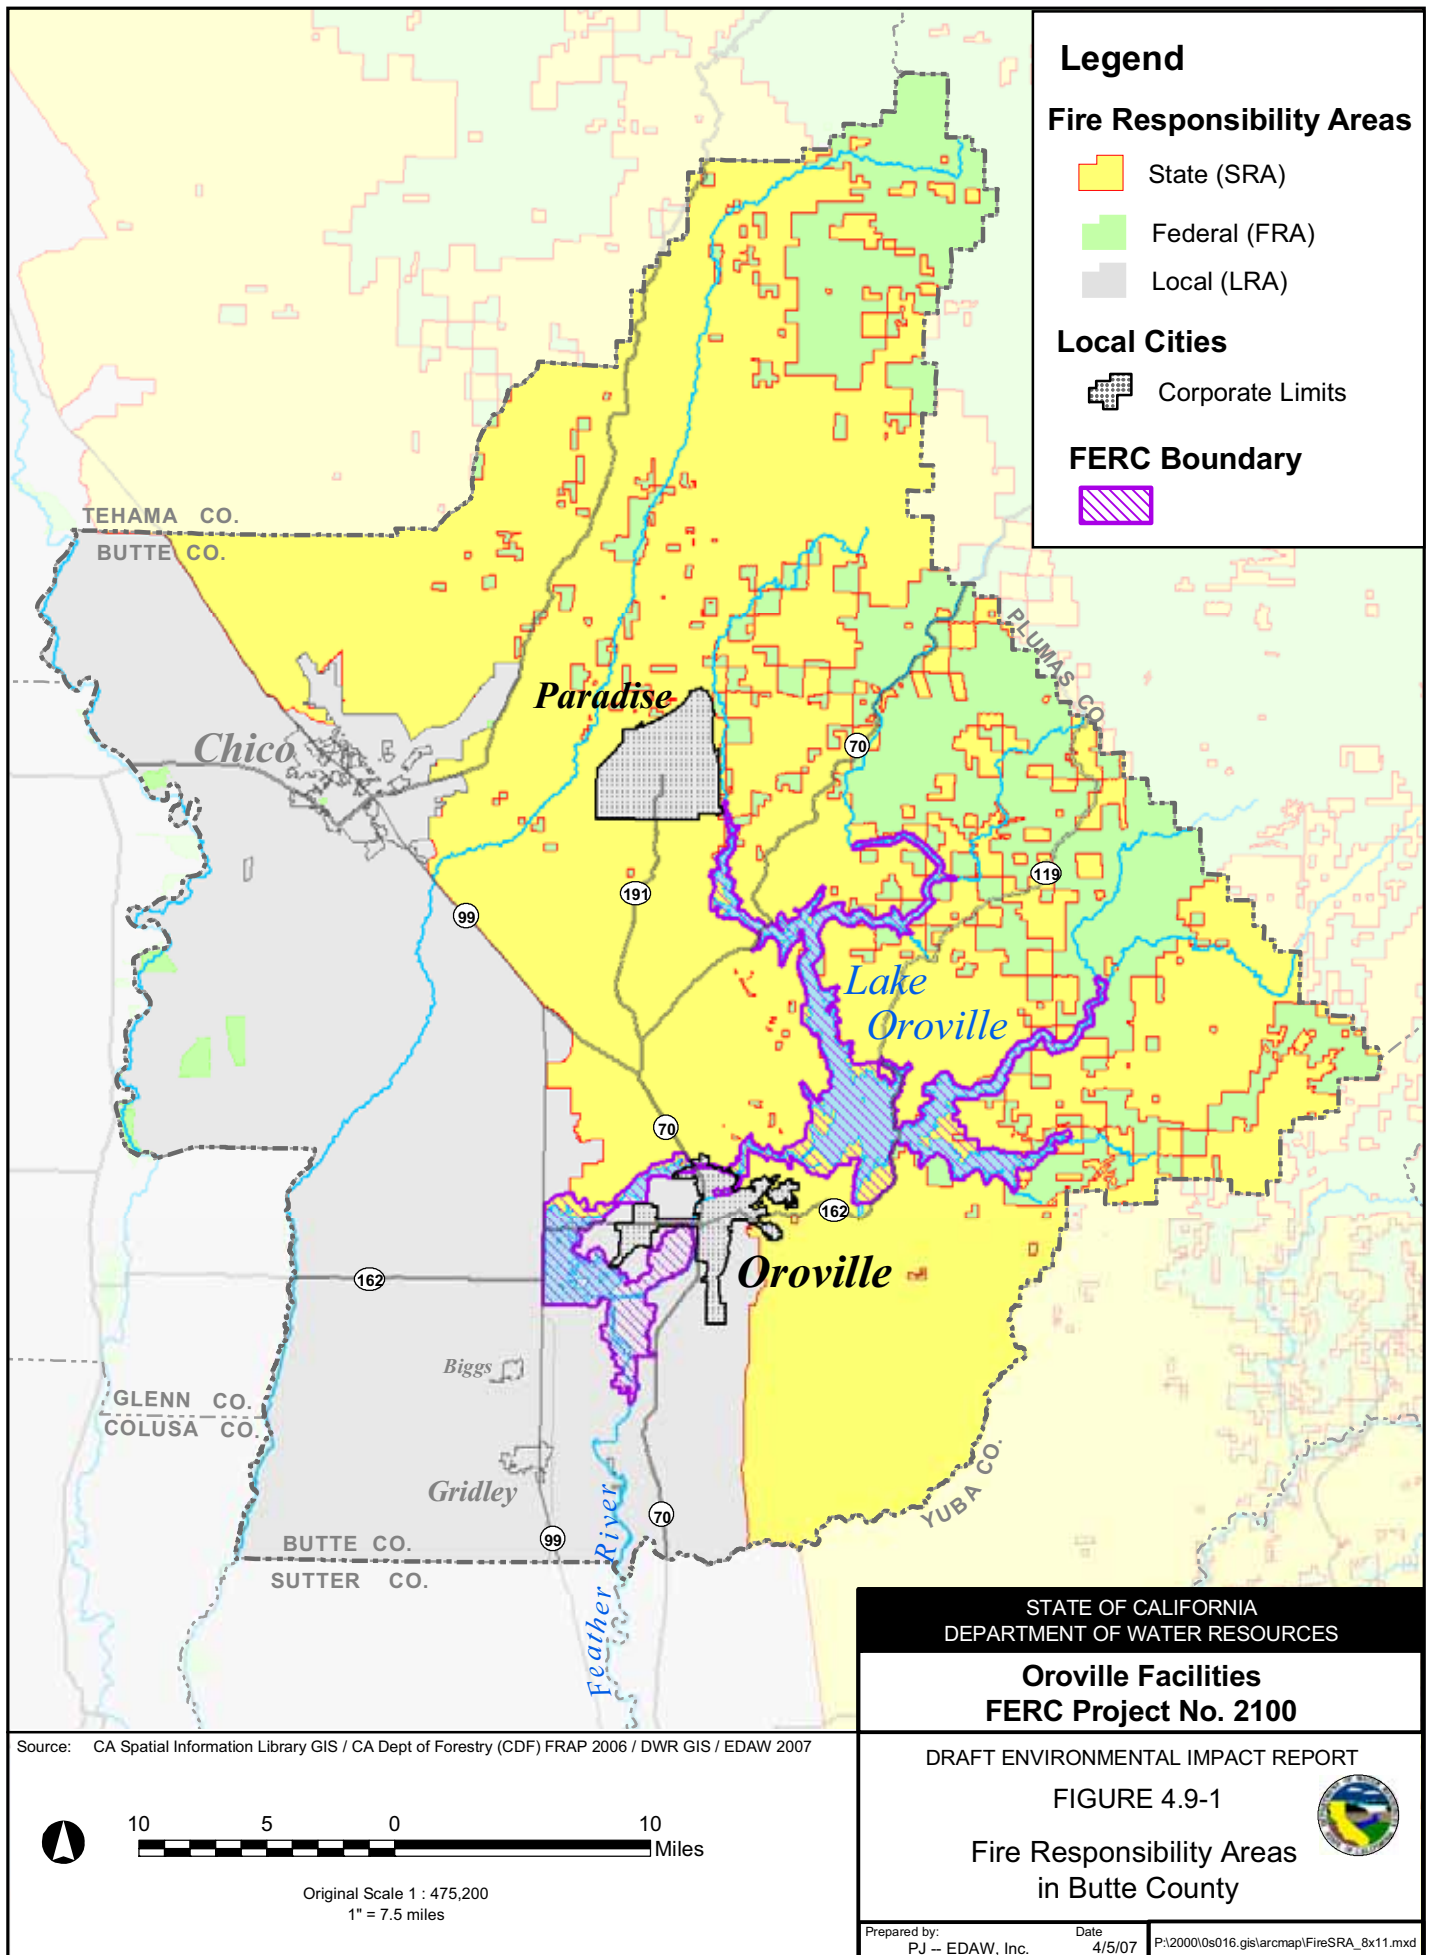 Legend
Fire Responsibility Areas
State (SRA)
Federal (FRA)
Local (LRA)
Local Cities
Corporate Limits
FERC Boundary
TEHAMA CO.
BUTTE CO.
PLUMAS CO.
Paradise
Chico
70
119
191
99
Lake
Oroville
70
162
Oroville
162
Biggs
GLENN CO.
COLUSA CO.
Gridley
YUBA CO.
70
99
Feather River
BUTTE CO.
SUTTER CO.
STATE OF CALIFORNIA
DEPARTMENT OF WATER RESOURCES
Oroville Facilities
FERC Project No. 2100
Source: CA Spatial Information Library GIS / CA Dept of Forestry (CDF) FRAP 2006 / DWR GIS / EDAW 2007
10 5 0 10
Miles
Original Scale 1 : 475,200
1" = 7.5 miles
DRAFT ENVIRONMENTAL IMPACT REPORT
FIGURE 4.9-1
Fire Responsibility Areas
in Butte County
Prepared by:
PJ -- EDAW, Inc.
Date
4/5/07
P:\2000\0s016.gis\arcmap\FireSRA_8x11.mxd